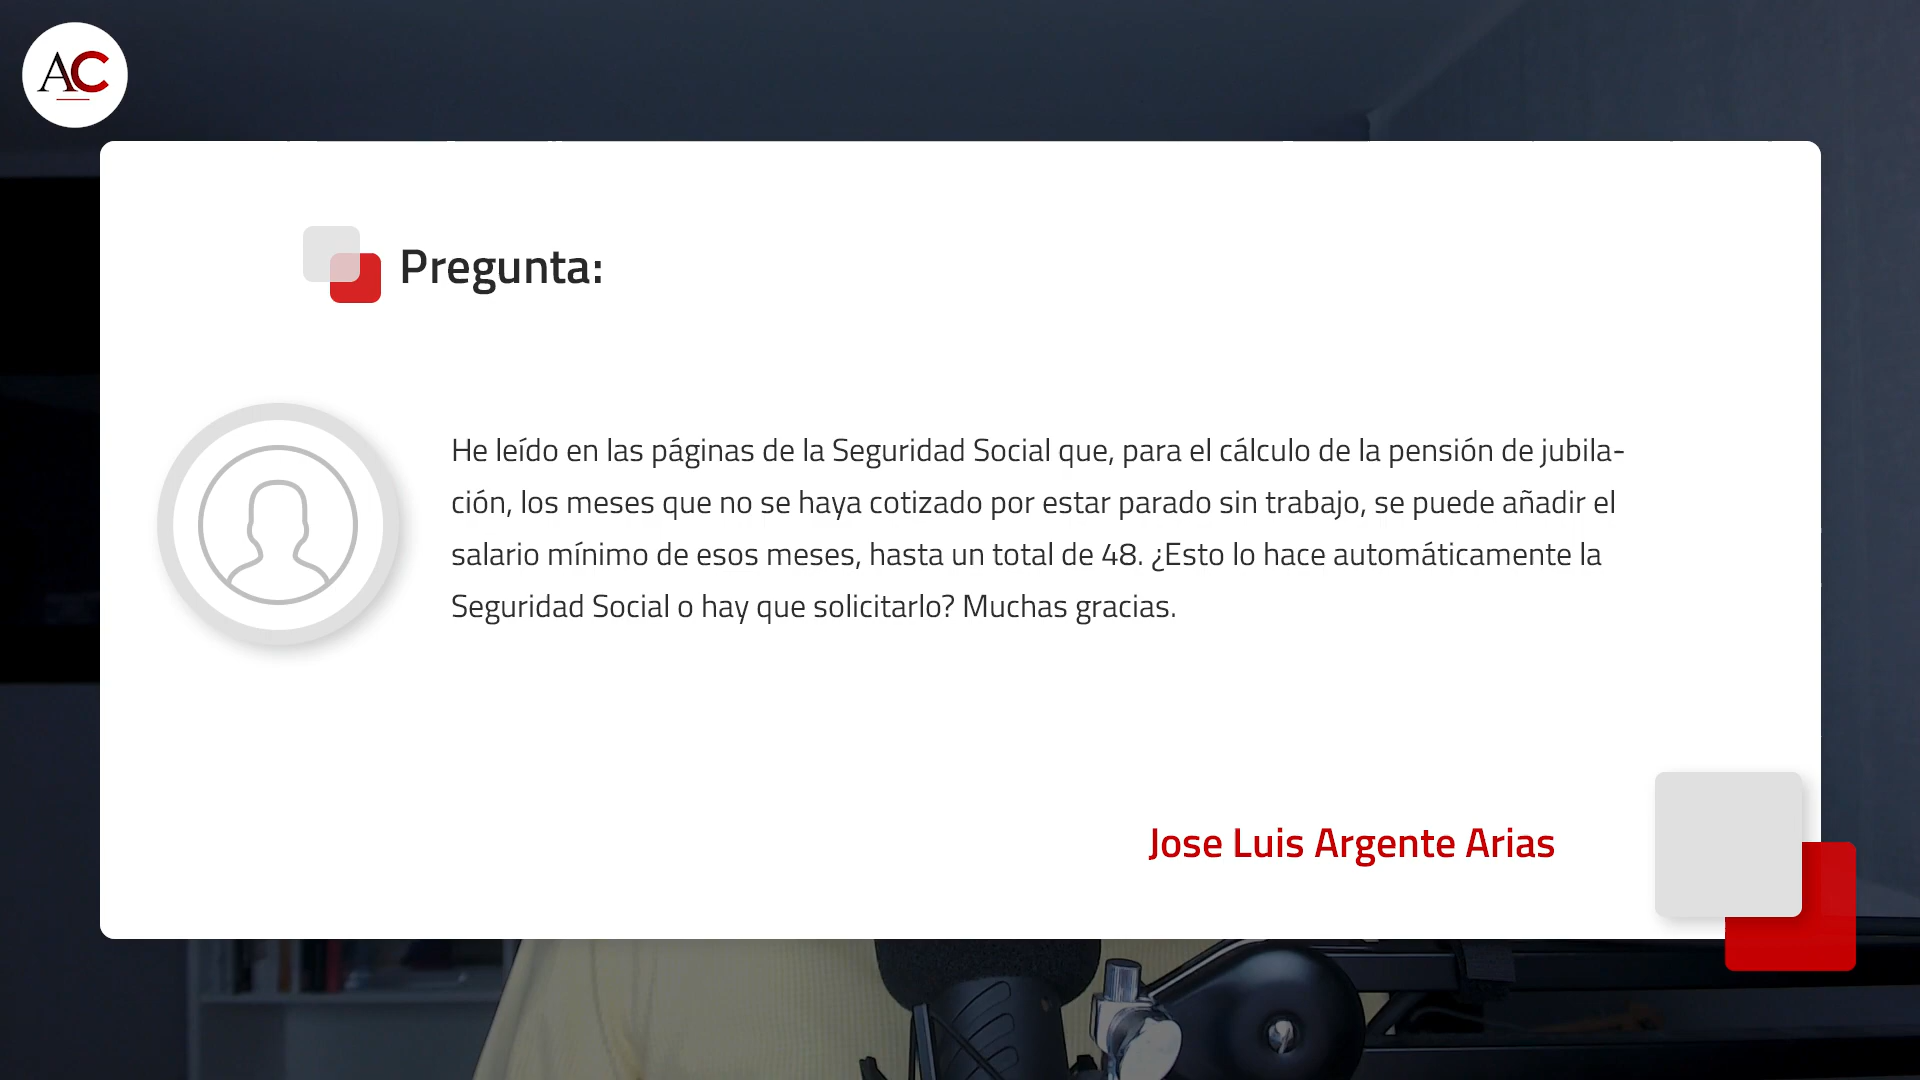 AC
Pregunta:
He leído en las páginas de la Seguridad Social que, para el cálculo de la pensión de jubila-
ción, los meses que no se haya cotizado por estar parado sin trabajo, se puede añadir el
salario mínimo de esos meses, hasta un total de 48. ¿Esto lo hace automáticamente la
Seguridad Social o hay que solicitarlo? Muchas gracias.
Jose Luis Argente Arias